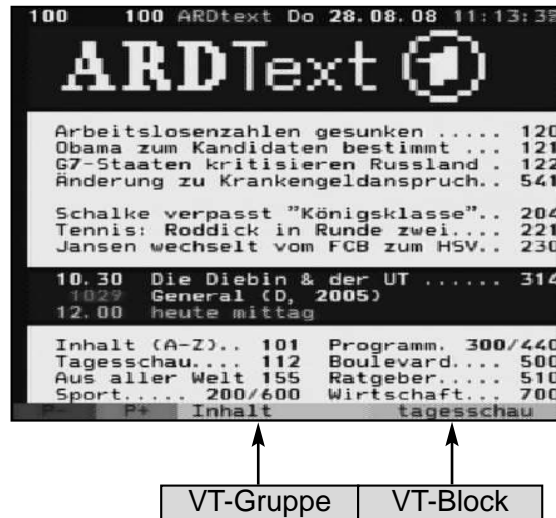 100 100 ARDtext Do 28.08.08 11:13:33
ARDText 1
Arbeitslosenzahlen gesunken ..... 120
Obama zum Kandidaten bestimmt ... 121
G7-Staaten kritisieren Russland . 122
Änderung zu Krankengeldanspruch.. 541
Schalke verpasst "Königsklasse".. 204
Tennis: Roddick in Runde zwei.... 221
Jansen wechselt vom FCB zum HSV.. 230
10.30 Die Diebin & der UT ...... 314
1029 General (D, 2005)
12.00 heute mittag
Inhalt (A-Z).. 101 Programm. 300/440
Tagesschau.... 112 Boulevard.... 500
Aus aller Welt 155 Ratgeber..... 510
Sport..... 200/600 Wirtschaft... 700
P- P+ Inhalt tagesschau
VT-Gruppe VT-Block